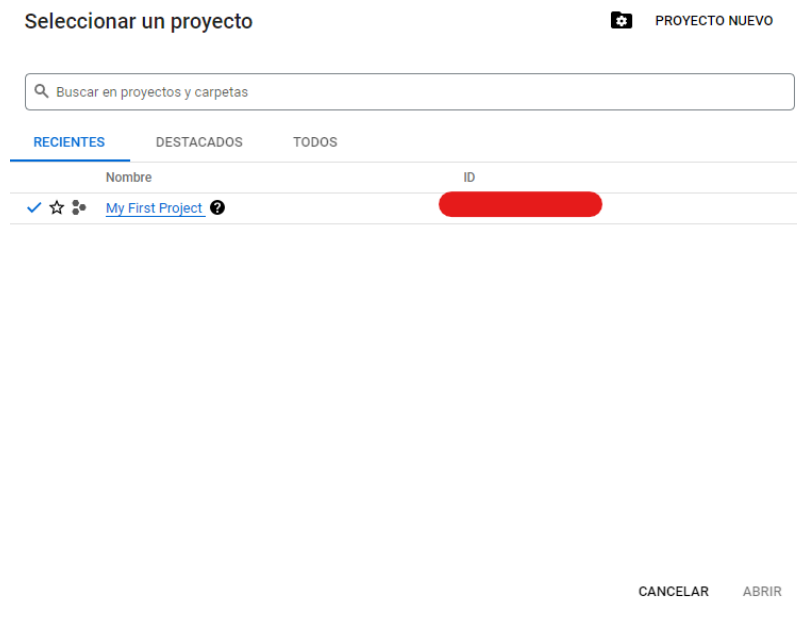 Seleccionar un proyecto
PROYECTO NUEVO
Buscar en proyectos y carpetas
RECIENTES DESTACADOS TODOS
Nombre ID
My First Project
CANCELAR ABRIR